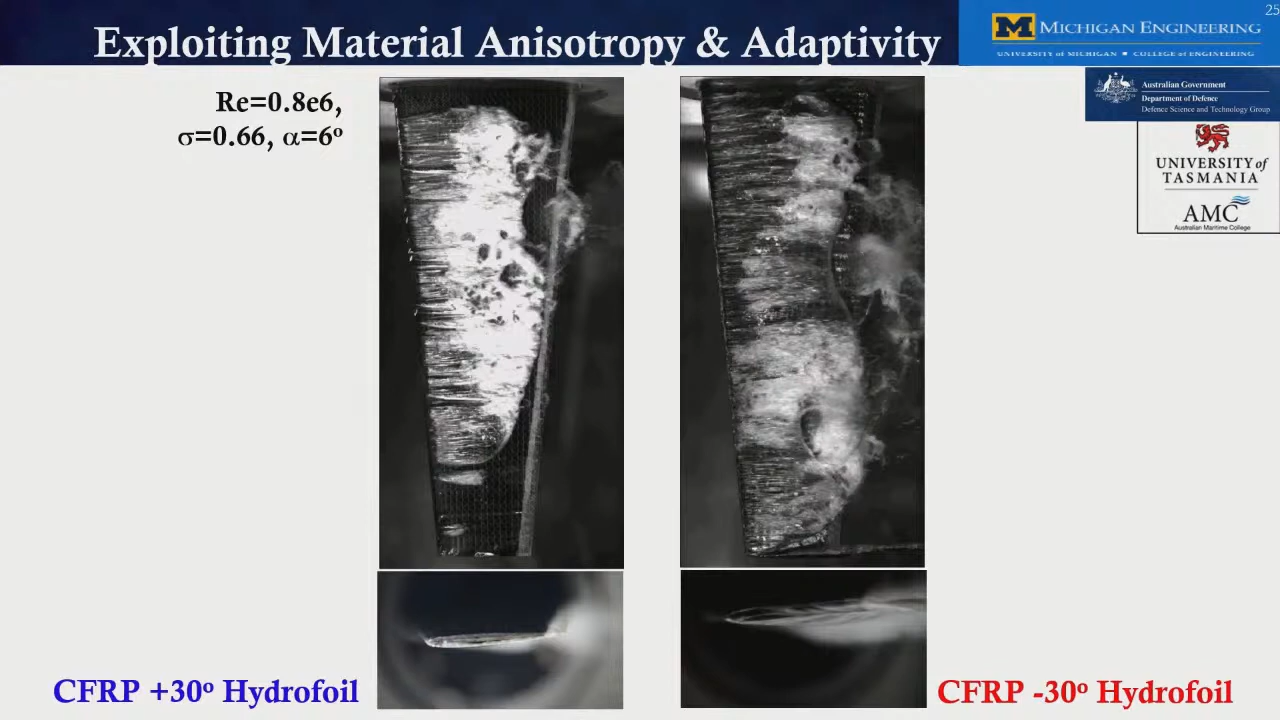 25
Exploiting Material Anisotropy & Adaptivity
M MICHIGAN ENGINEERING
UNIVERSITY of MICHIGAN ■ COLLEGE of ENGINEERING
Australian Government
Department of Defence
Defence Science and Technology Group
UNIVERSITY of
TASMANIA
AMC
Australian Maritime College
Re=0.8e6,
σ=0.66, α=6º
CFRP +30º Hydrofoil
CFRP -30º Hydrofoil